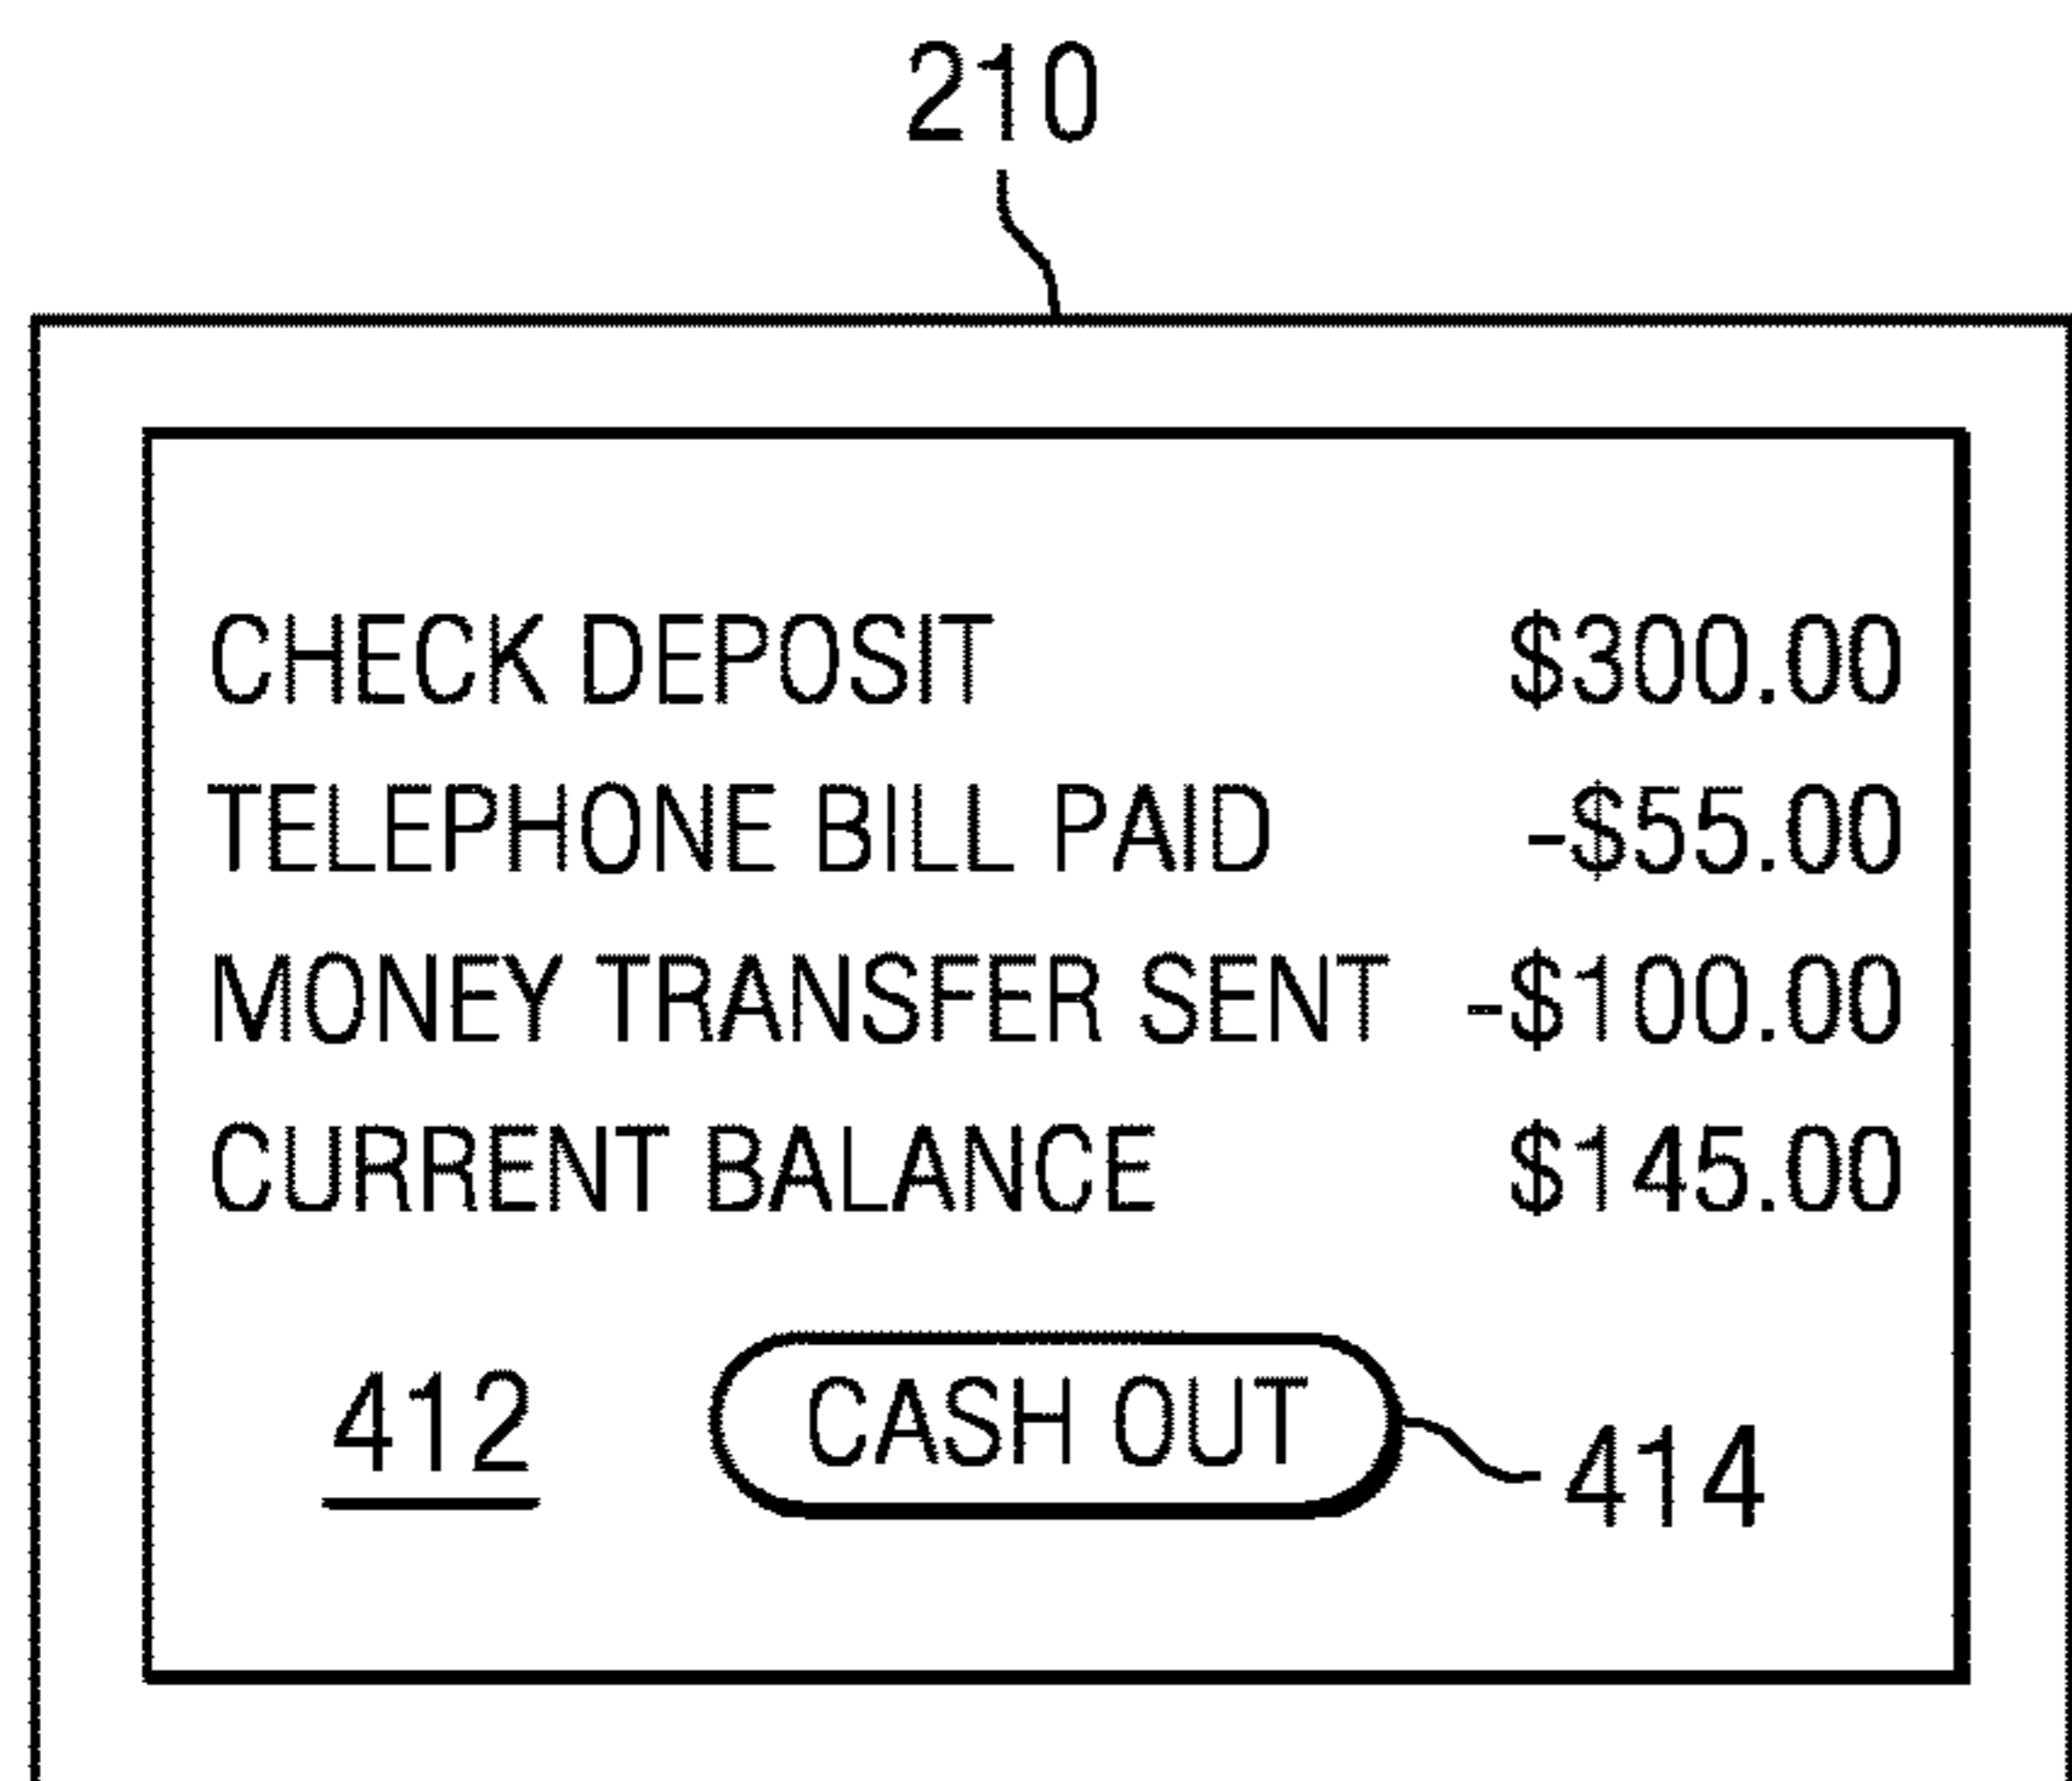 210
CHECK DEPOSIT $300.00
TELEPHONE BILL PAID -$55.00
MONEY TRANSFER SENT -$100.00
CURRENT BALANCE $145.00
412 CASH OUT 414